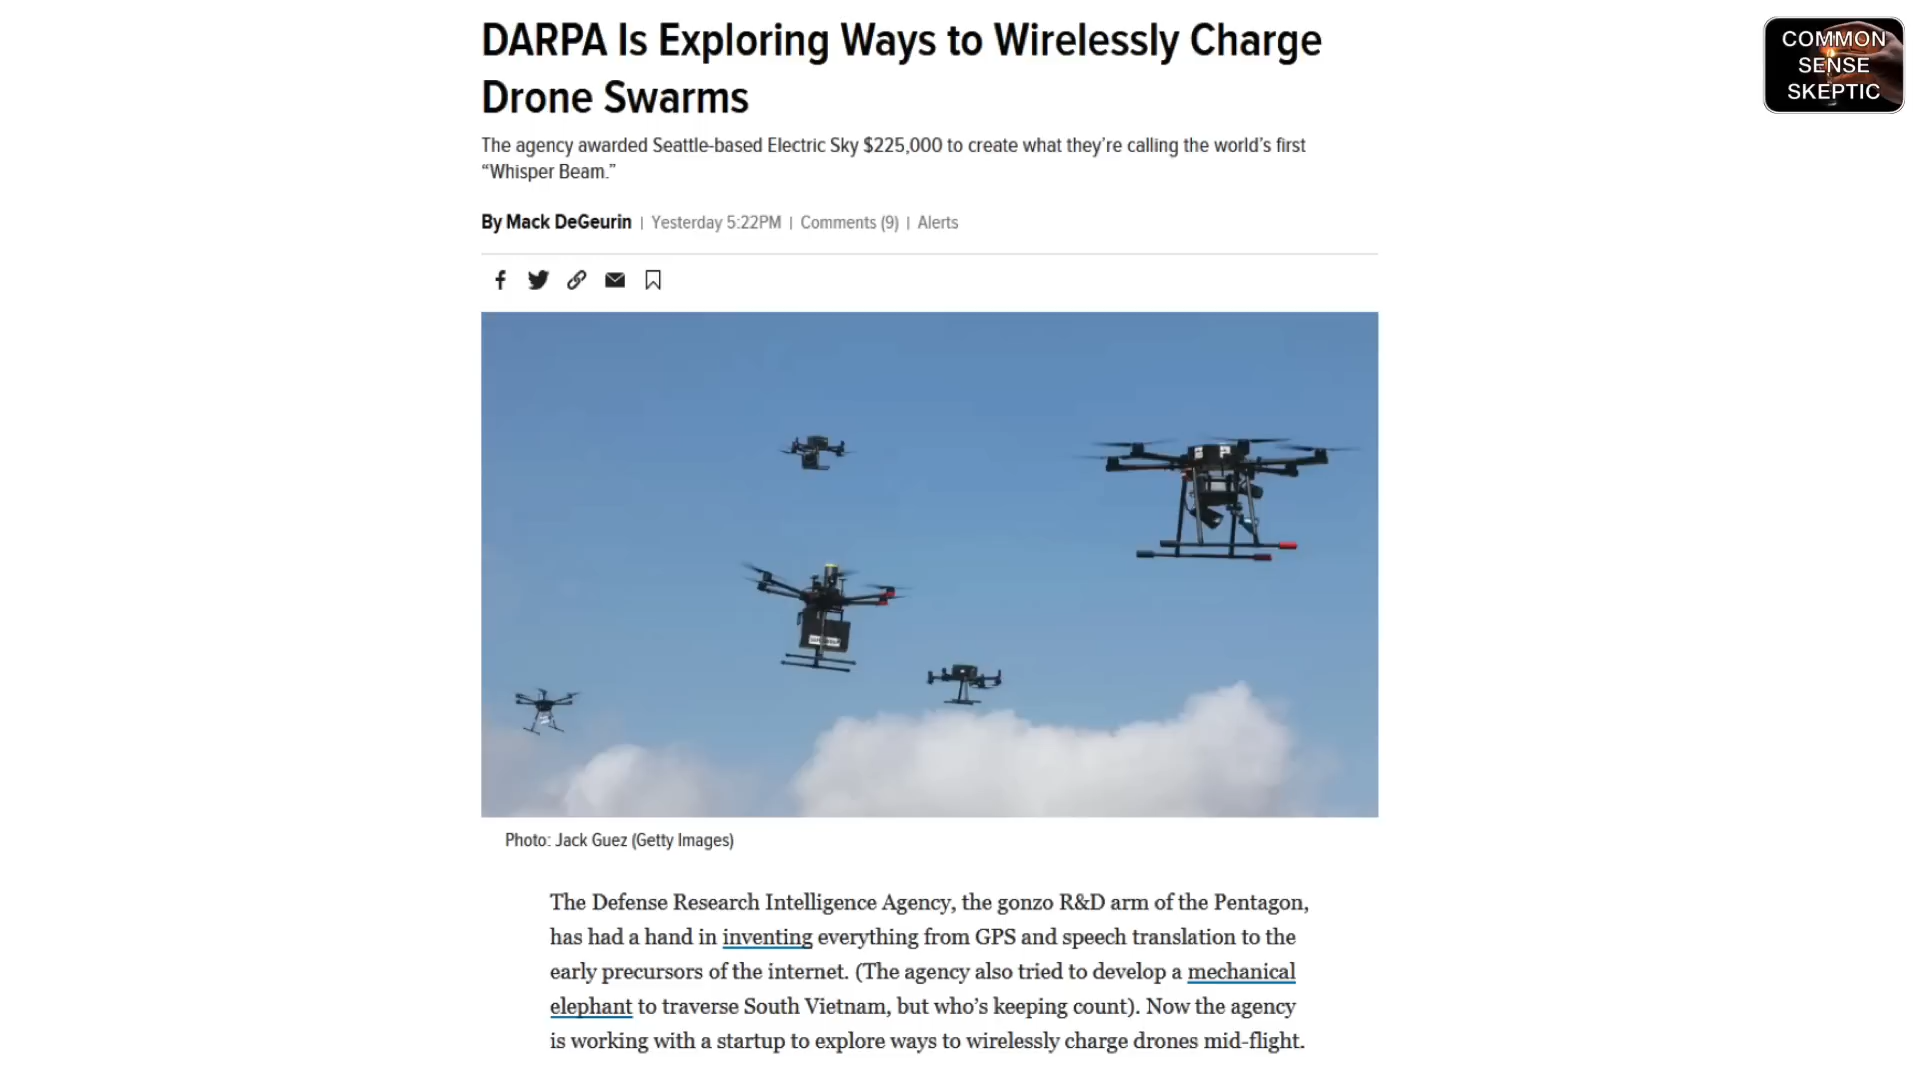 DARPA Is Exploring Ways to Wirelessly Charge
Drone Swarms
The agency awarded Seattle-based Electric Sky $225,000 to create what they’re calling the world’s first
“Whisper Beam.”
By Mack DeGeurin | Yesterday 5:22PM | Comments (9) | Alerts
Photo: Jack Guez (Getty Images)
The Defense Research Intelligence Agency, the gonzo R&D arm of the Pentagon,
has had a hand in inventing everything from GPS and speech translation to the
early precursors of the internet. (The agency also tried to develop a mechanical
elephant to traverse South Vietnam, but who’s keeping count). Now the agency
is working with a startup to explore ways to wirelessly charge drones mid-flight.
COMMON
SENSE
SKEPTIC